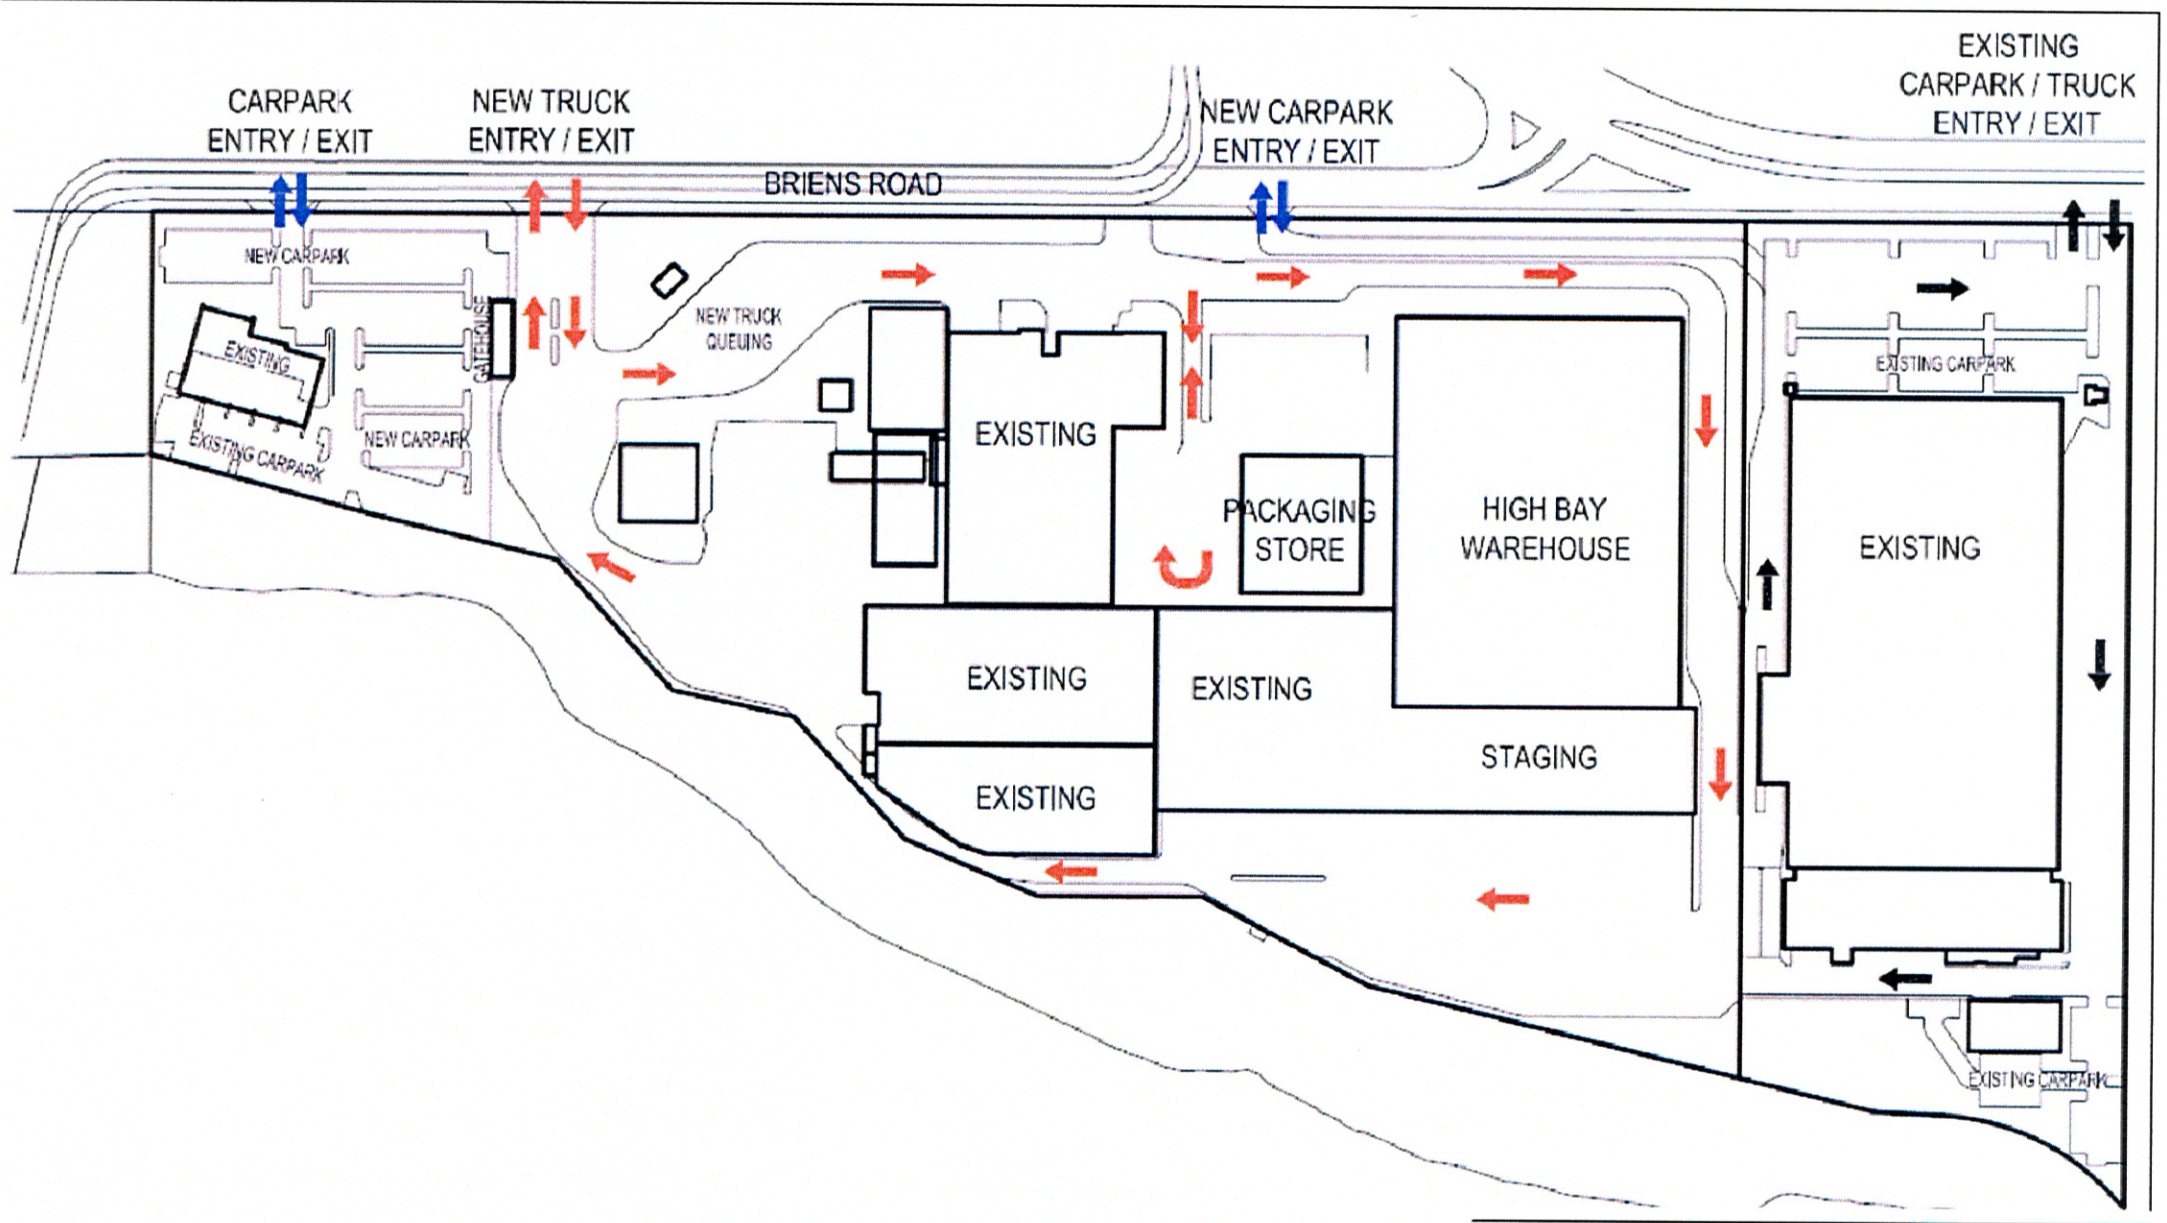 EXISTING
CARPARK / TRUCK
ENTRY / EXIT
CARPARK
ENTRY / EXIT
NEW TRUCK
ENTRY / EXIT
NEW CARPARK
ENTRY / EXIT
BRIENS ROAD
NEW CARPARK
GATEHOUSE
NEW TRUCK
QUEUING
EXISTING
EXISTING CARPARK
NEW CARPARK
EXISTING CARPARK
EXISTING
PACKAGING
STORE
HIGH BAY
WAREHOUSE
EXISTING
EXISTING
EXISTING
STAGING
EXISTING
EXISTING CARPARK